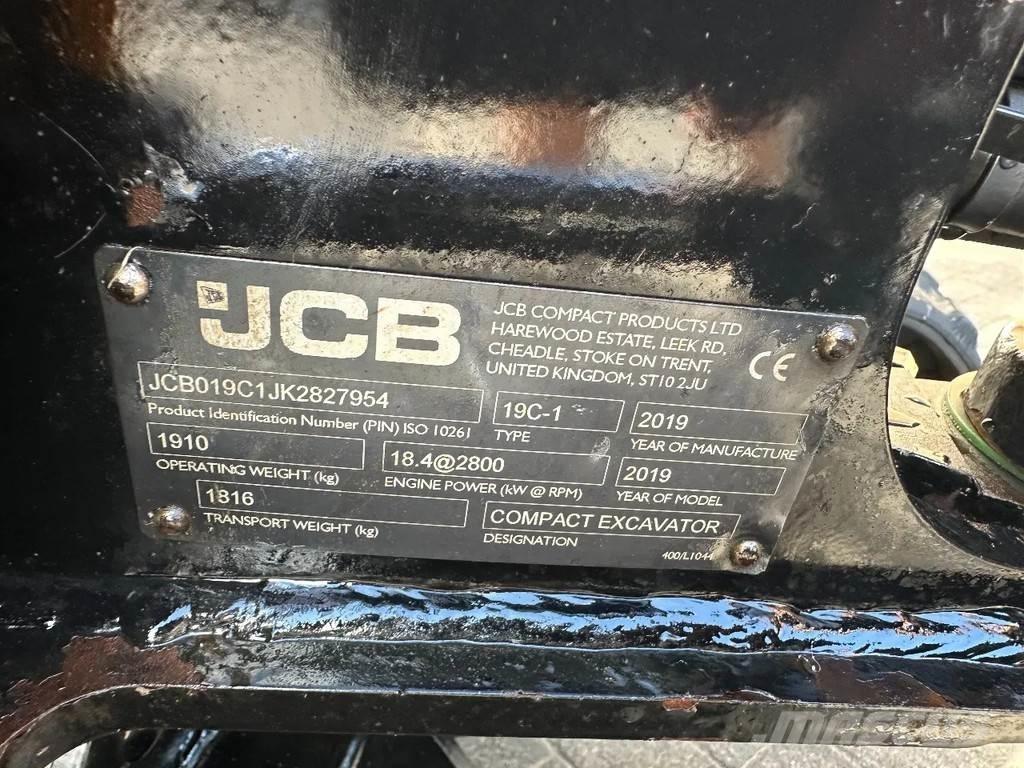 JCB
JCB COMPACT PRODUCTS LTD
HAREWOOD ESTATE, LEEK RD,
CHEADLE, STOKE ON TRENT,
UNITED KINGDOM, ST10 2JU
CE
JCB019C1JK2827954
Product Identification Number (PIN) ISO 10261
19C-1
TYPE
2019
YEAR OF MANUFACTURE
1910
OPERATING WEIGHT (kg)
18.4@2800
ENGINE POWER (kW @ RPM)
2019
YEAR OF MODEL
1816
TRANSPORT WEIGHT (kg)
COMPACT EXCAVATOR
DESIGNATION